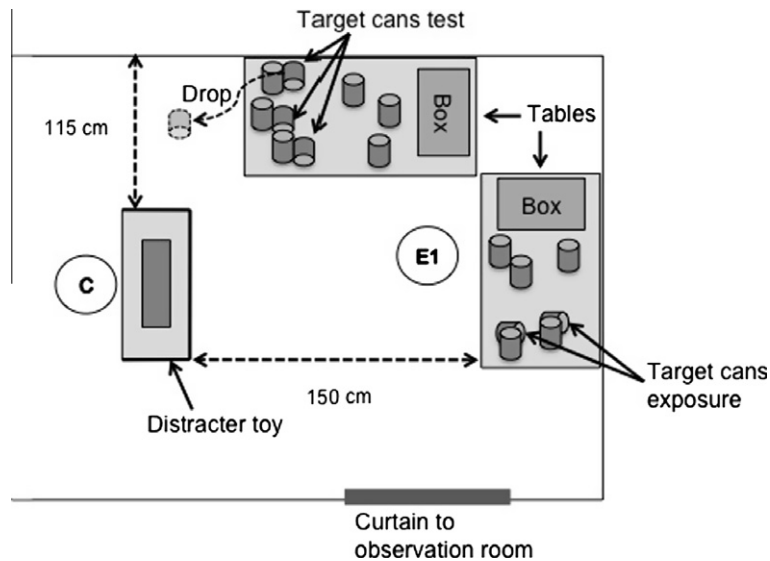 Target cans test
Drop
115 cm
Box
Tables
Box
E1
C
Target cans
exposure
150 cm
Distracter toy
Curtain to
observation room